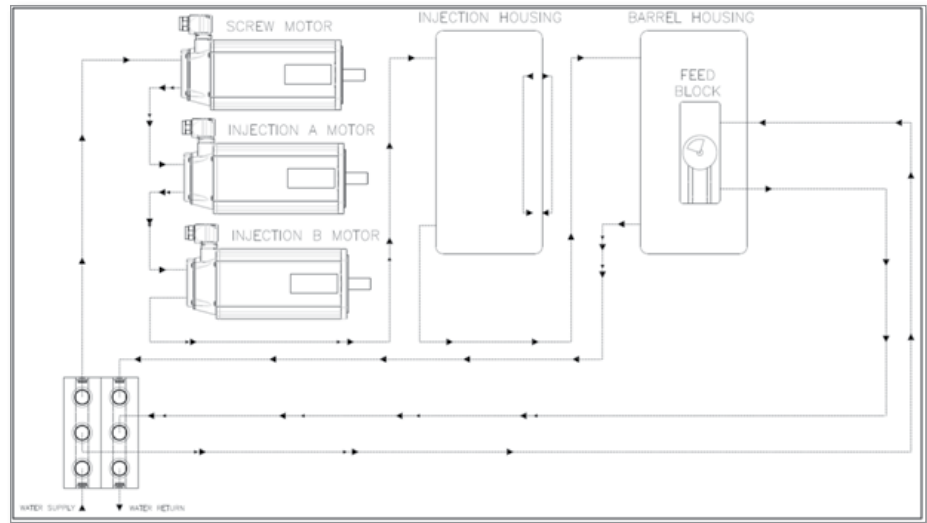 SCREW MOTOR
INJECTION HOUSING
BARREL HOUSING
FEED
BLOCK
INJECTION A MOTOR
INJECTION B MOTOR
WATER SUPPLY
WATER RETURN